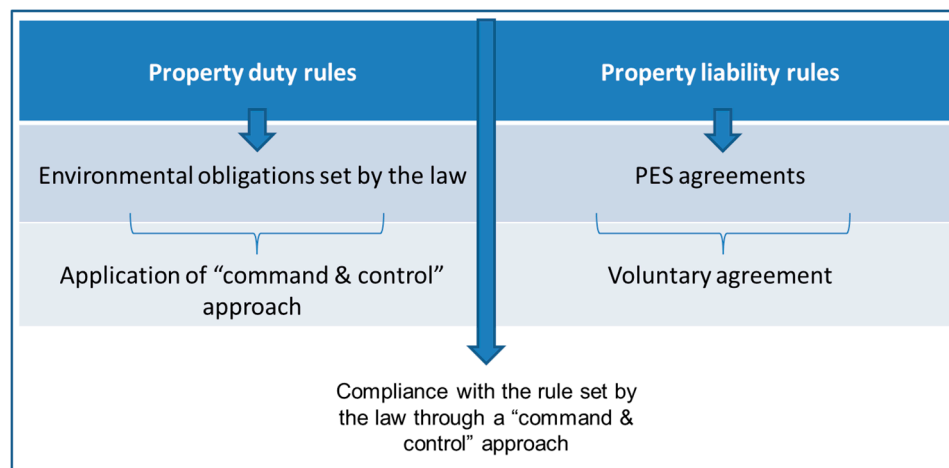 Property duty rules
Property liability rules
Environmental obligations set by the law
PES agreements
Application of “command & control”
approach
Voluntary agreement
Compliance with the rule set by
the law through a “command &
control” approach